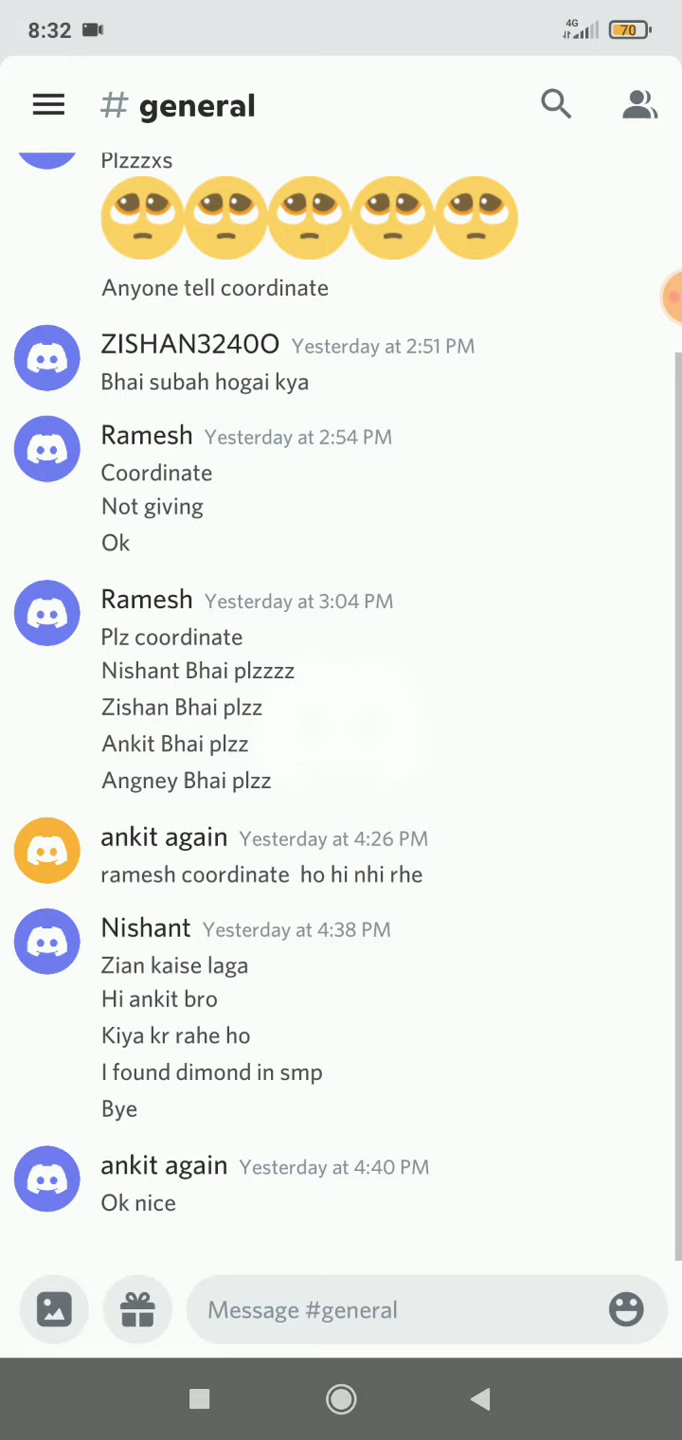 8:32
4G
70
# general
Plzzzxs
🥺🥺🥺🥺🥺
Anyone tell coordinate
ZISHAN3240O Yesterday at 2:51 PM
Bhai subah hogai kya
Ramesh Yesterday at 2:54 PM
Coordinate
Not giving
Ok
Ramesh Yesterday at 3:04 PM
Plz coordinate
Nishant Bhai plzzzz
Zishan Bhai plzz
Ankit Bhai plzz
Angney Bhai plzz
ankit again Yesterday at 4:26 PM
ramesh coordinate  ho hi nhi rhe
Nishant Yesterday at 4:38 PM
Zian kaise laga
Hi ankit bro
Kiya kr rahe ho
I found dimond in smp
Bye
ankit again Yesterday at 4:40 PM
Ok nice
Message #general